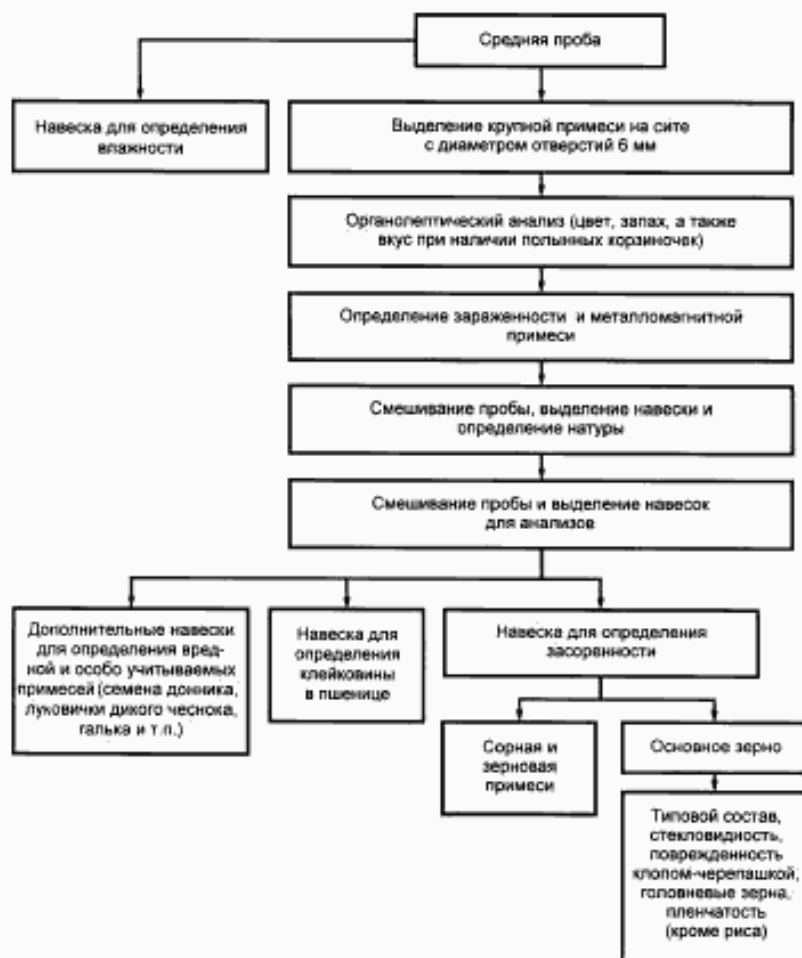 Средняя проба
Навеска для определения
влажности
Выделение крупной примеси на сите
с диаметром отверстий 6 мм
Органолептический анализ (цвет, запах, а также
вкус при наличии полынных корзиночек)
Определение зараженности и металломагнитной
примеси
Смешивание пробы, выделение навески и
определение натуры
Смешивание пробы и выделение навесок
для анализов
Дополнительные навески
для определения вред-
ной и особо учитываемых
примесей (семена донника,
луковички дикого чеснока,
галька и т.п.)
Навеска для
определения
клейковины
в пшенице
Навеска для определения
засоренности
Сорная и
зерновая
примеси
Основное зерно
Типовой состав,
стекловидность,
поврежденность
клопом-черепашкой,
головневые зерна,
пленчатость
(кроме риса)